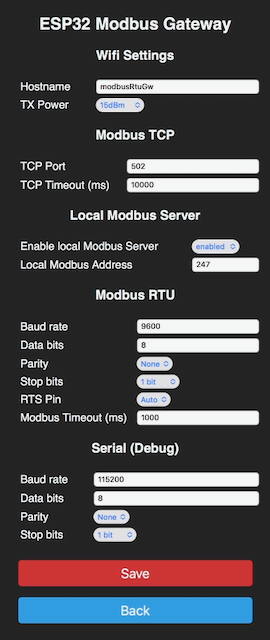 ESP32 Modbus Gateway
Wifi Settings
Hostname modbusRtuGw
TX Power 15dBm
Modbus TCP
TCP Port 502
TCP Timeout (ms) 10000
Local Modbus Server
Enable local Modbus Server enabled
Local Modbus Address 247
Modbus RTU
Baud rate 9600
Data bits 8
Parity None
Stop bits 1 bit
RTS Pin Auto
Modbus Timeout (ms) 1000
Serial (Debug)
Baud rate 115200
Data bits 8
Parity None
Stop bits 1 bit
Save
Back